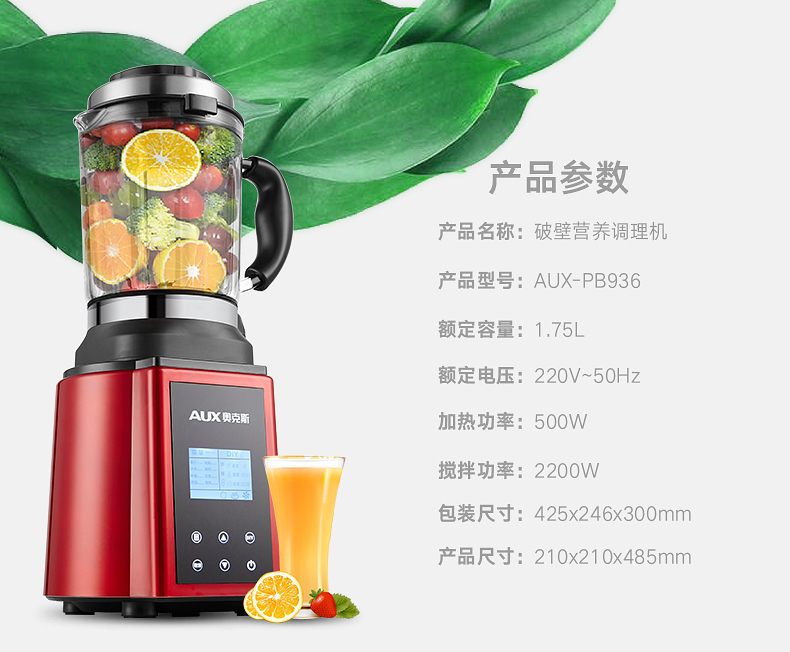 产品参数
产品名称：破壁营养调理机
产品型号：AUX-PB936
额定容量：1.75L
额定电压：220V~50Hz
加热功率：500W
搅拌功率：2200W
包装尺寸：425x246x300mm
产品尺寸：210x210x485mm
AUX奥克斯
DIY